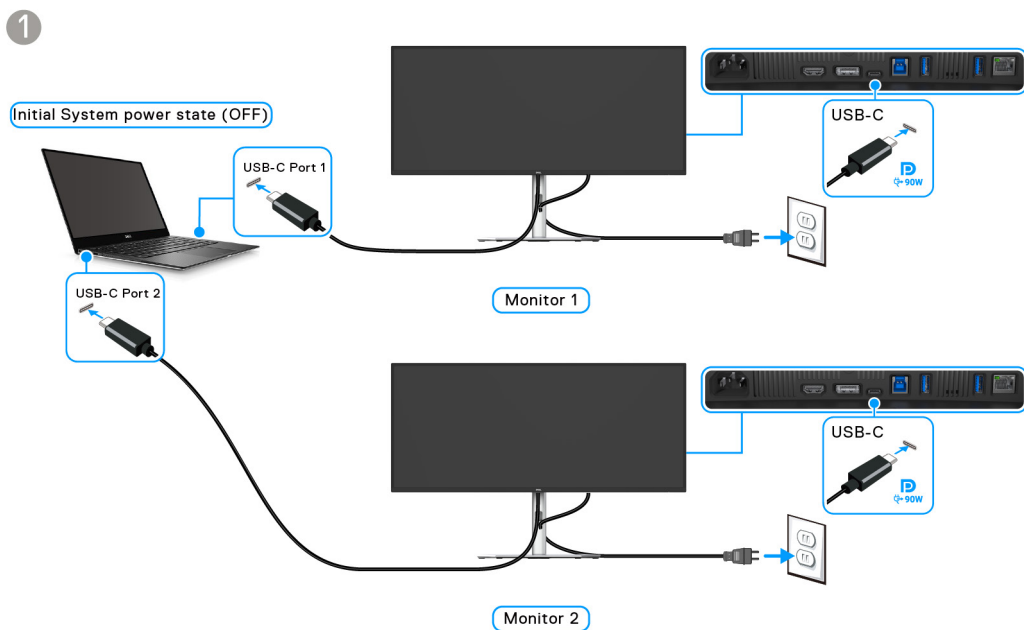 1
Initial System power state (OFF)
USB-C Port 1
USB-C
90W
Monitor 1
USB-C Port 2
USB-C
90W
Monitor 2